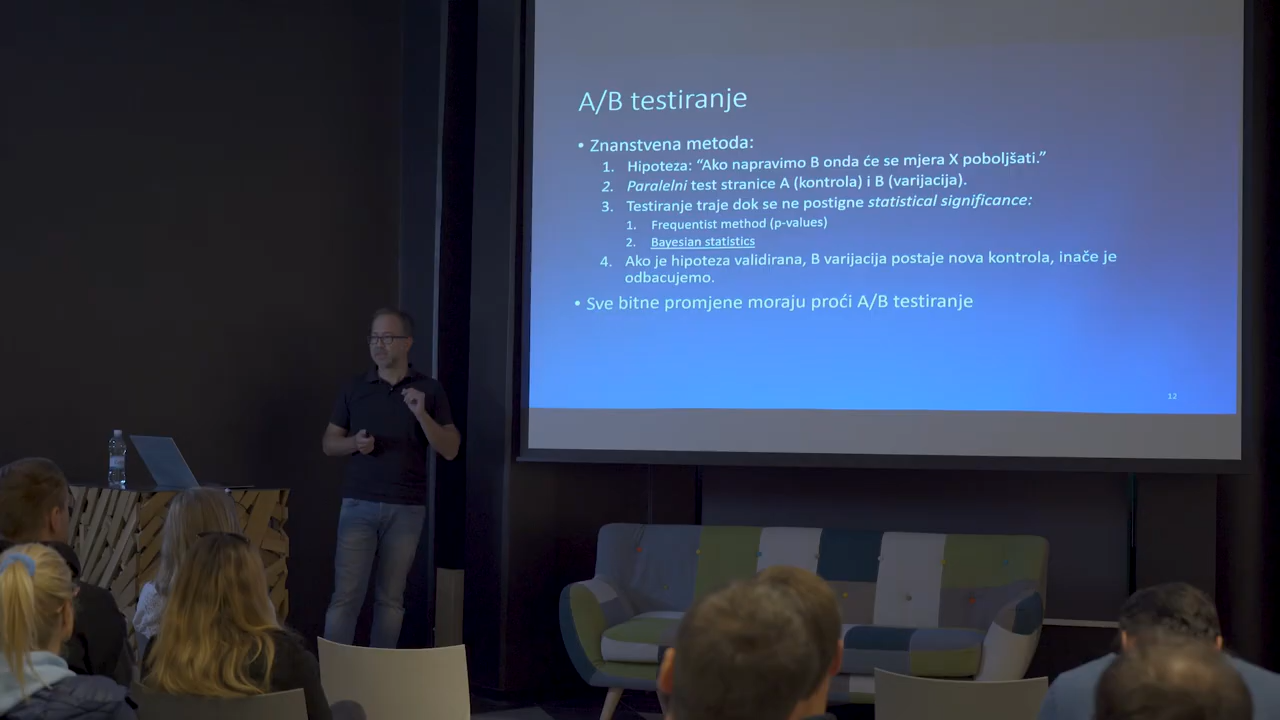 A/B testiranje
• Znanstvena metoda:
1. Hipoteza: “Ako napravimo B onda će se mjera X poboljšati.”
2. Paralelni test stranice A (kontrola) i B (varijacija).
3. Testiranje traje dok se ne postigne statistical significance:
1. Frequentist method (p-values)
2. Bayesian statistics
4. Ako je hipoteza validirana, B varijacija postaje nova kontrola, inače je
odbacujemo.
• Sve bitne promjene moraju proći A/B testiranje
12